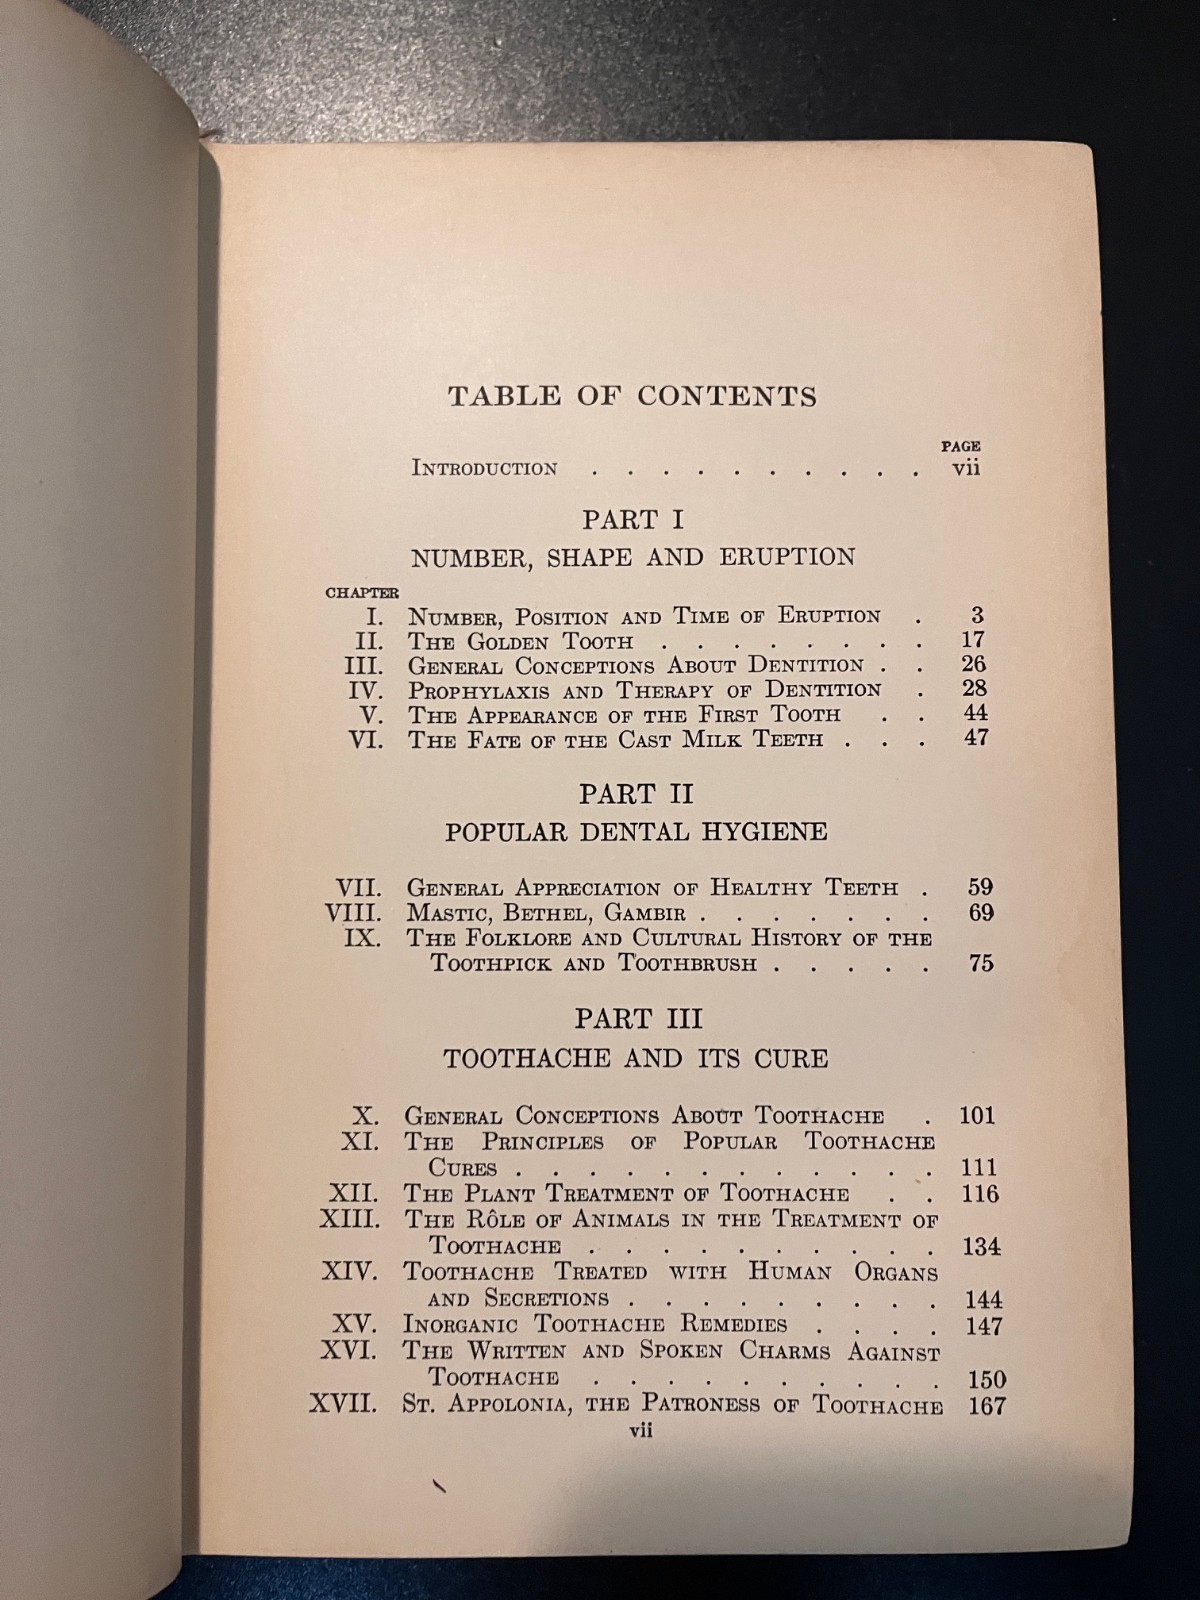 TABLE OF CONTENTS
PAGE
INTRODUCTION . . . . . . . . . . vii
PART I
NUMBER, SHAPE AND ERUPTION
CHAPTER
I. NUMBER, POSITION AND TIME OF ERUPTION . 3
II. THE GOLDEN TOOTH . . . . . . . . 17
III. GENERAL CONCEPTIONS ABOUT DENTITION . . 26
IV. PROPHYLAXIS AND THERAPY OF DENTITION . 28
V. THE APPEARANCE OF THE FIRST TOOTH . . 44
VI. THE FATE OF THE CAST MILK TEETH . . . 47
PART II
POPULAR DENTAL HYGIENE
VII. GENERAL APPRECIATION OF HEALTHY TEETH . 59
VIII. MASTIC, BETHEL, GAMBIR . . . . . . . 69
IX. THE FOLKLORE AND CULTURAL HISTORY OF THE
TOOTHPICK AND TOOTHBRUSH . . . . . 75
PART III
TOOTHACHE AND ITS CURE
X. GENERAL CONCEPTIONS ABOUT TOOTHACHE . 101
XI. THE PRINCIPLES OF POPULAR TOOTHACHE
CURES . . . . . . . . . . . . 111
XII. THE PLANT TREATMENT OF TOOTHACHE . . 116
XIII. THE RÔLE OF ANIMALS IN THE TREATMENT OF
TOOTHACHE . . . . . . . . . . 134
XIV. TOOTHACHE TREATED WITH HUMAN ORGANS
AND SECRETIONS . . . . . . . . . 144
XV. INORGANIC TOOTHACHE REMEDIES . . . . 147
XVI. THE WRITTEN AND SPOKEN CHARMS AGAINST
TOOTHACHE . . . . . . . . . . 150
XVII. ST. APPOLONIA, THE PATRONESS OF TOOTHACHE 167
vii